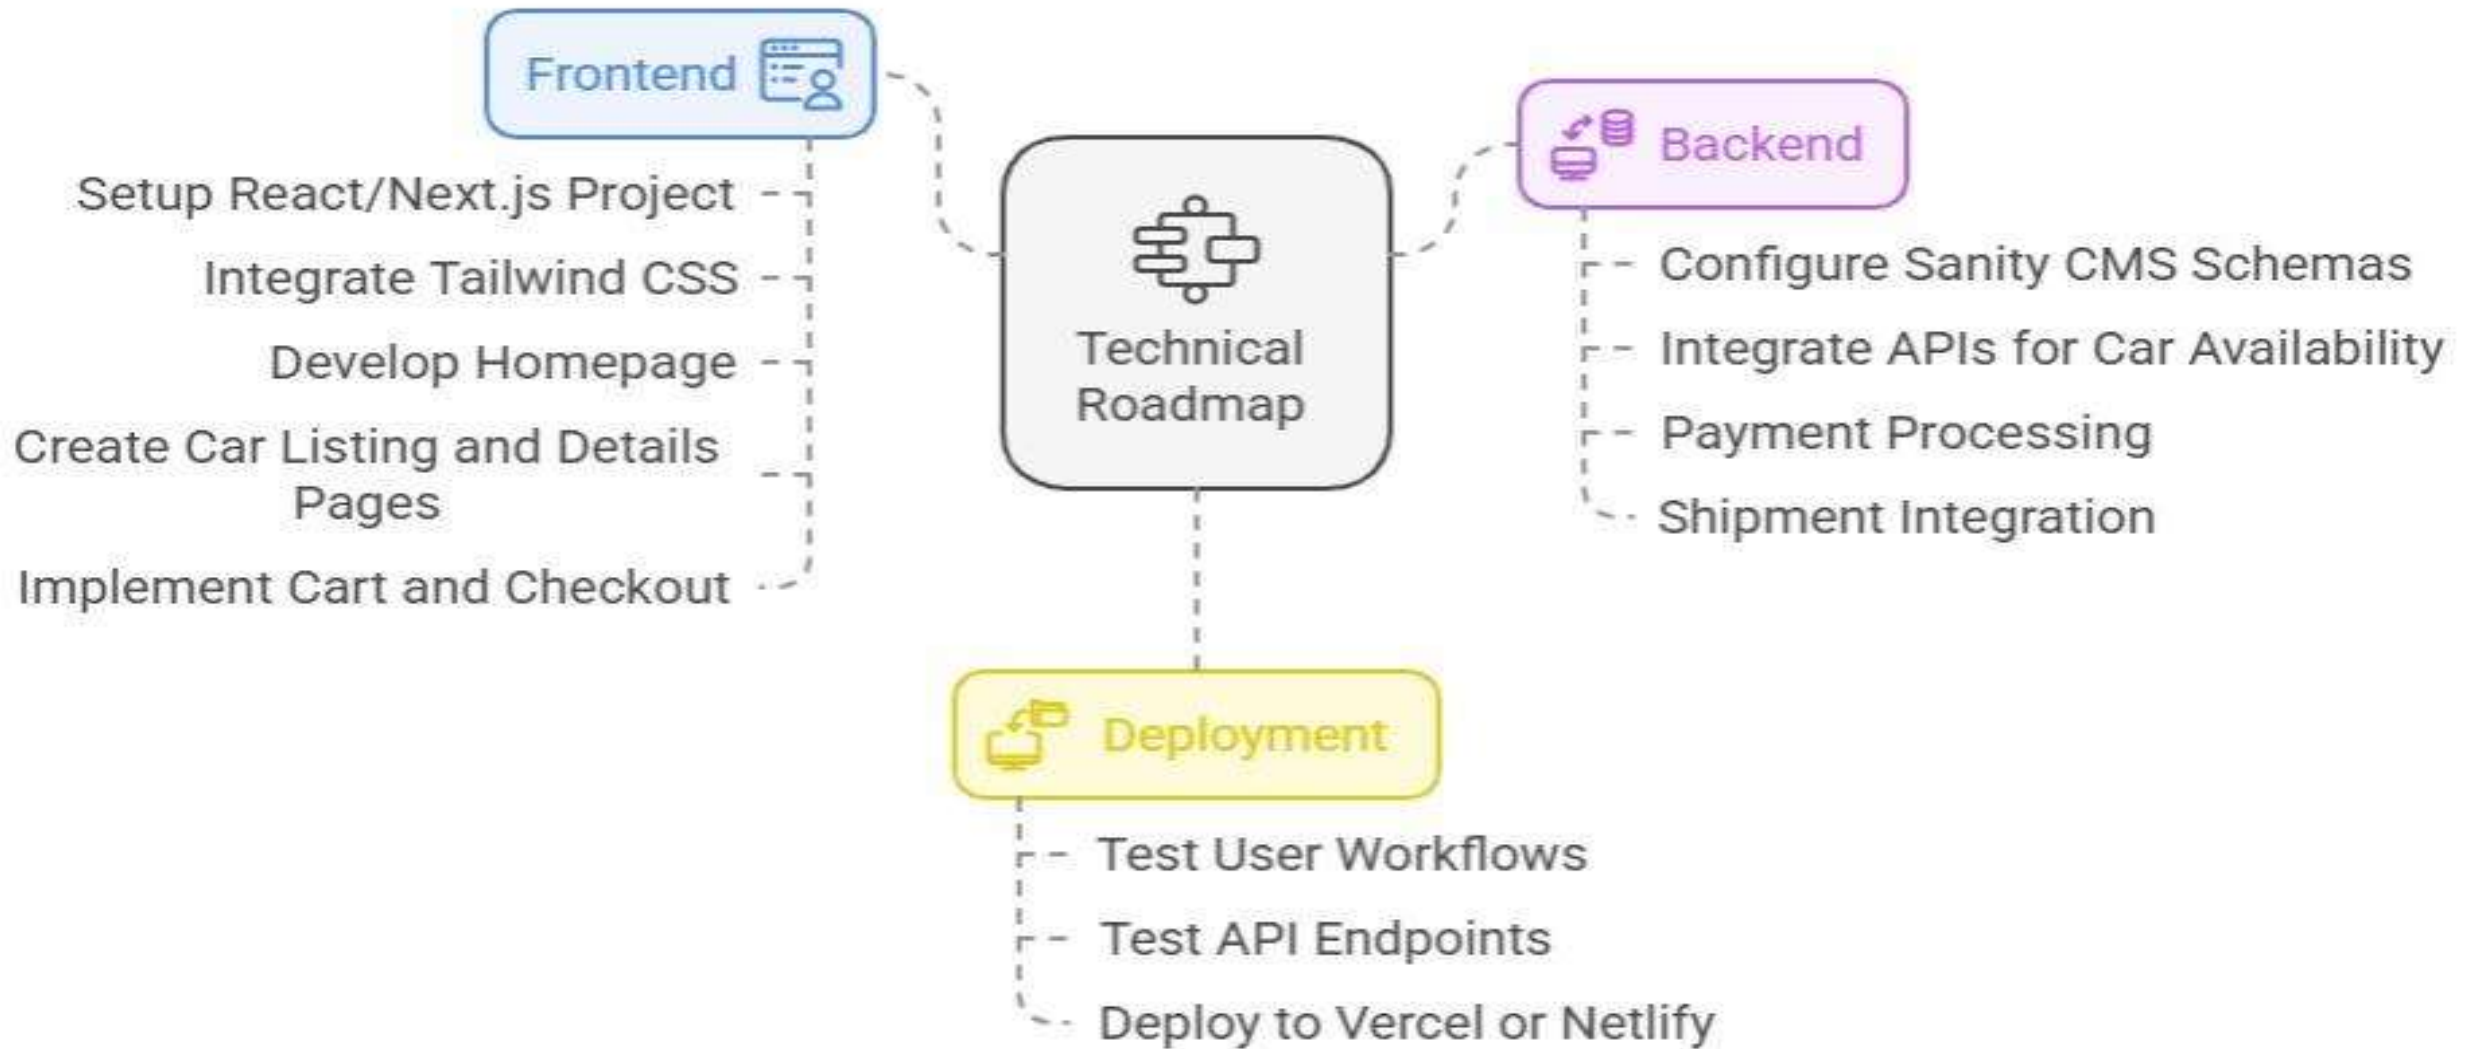 Frontend
Setup React/Next.js Project
Integrate Tailwind CSS
Develop Homepage
Create Car Listing and Details
Pages
Implement Cart and Checkout
Technical
Roadmap
Backend
Configure Sanity CMS Schemas
Integrate APIs for Car Availability
Payment Processing
Shipment Integration
Deployment
Test User Workflows
Test API Endpoints
Deploy to Vercel or Netlify